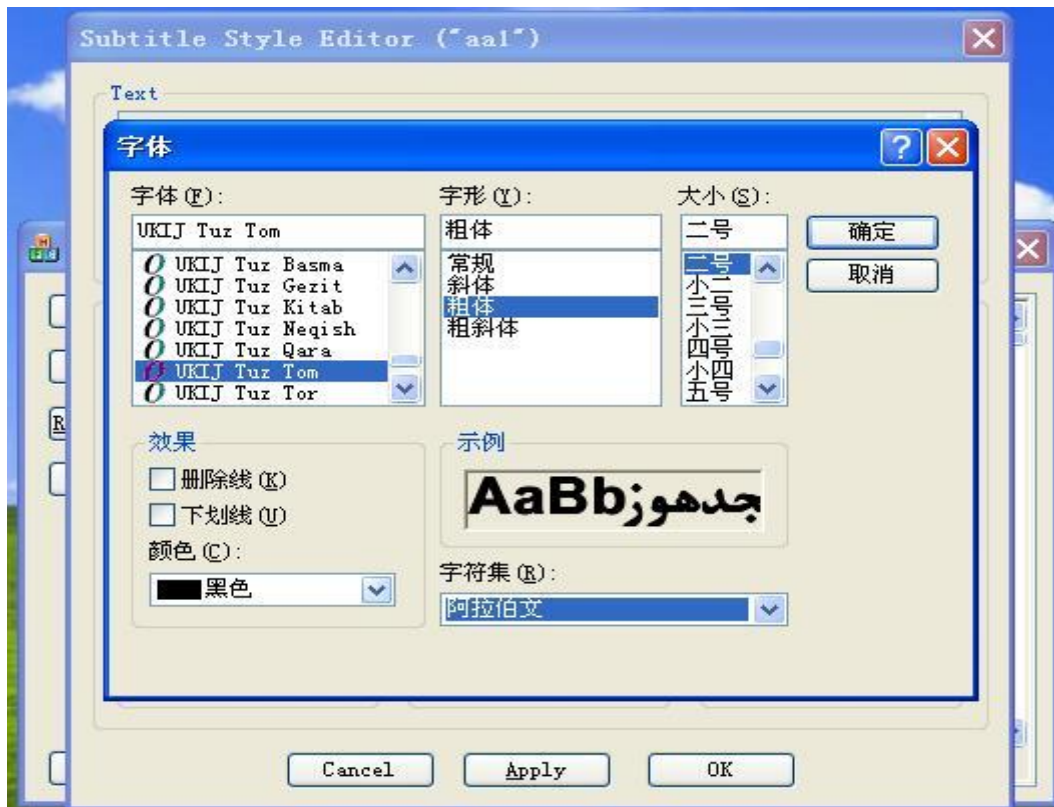 Subtitle Style Editor ("aa1")
Text
字体
字体(F):
字形(Y):
大小(S):
UKIJ Tuz Tom
粗体
二号
确定
取消
UKIJ Tuz Basma
UKIJ Tuz Gezit
UKIJ Tuz Kitab
UKIJ Tuz Neqish
UKIJ Tuz Qara
UKIJ Tuz Tom
UKIJ Tuz Tor
常规
斜体
粗体
粗斜体
二号
小二
三号
小三
四号
小四
五号
效果
删除线(K)
下划线(U)
颜色(C):
黑色
示例
AaBbجدهوز
字符集(R):
阿拉伯文
R
Cancel
Apply
OK